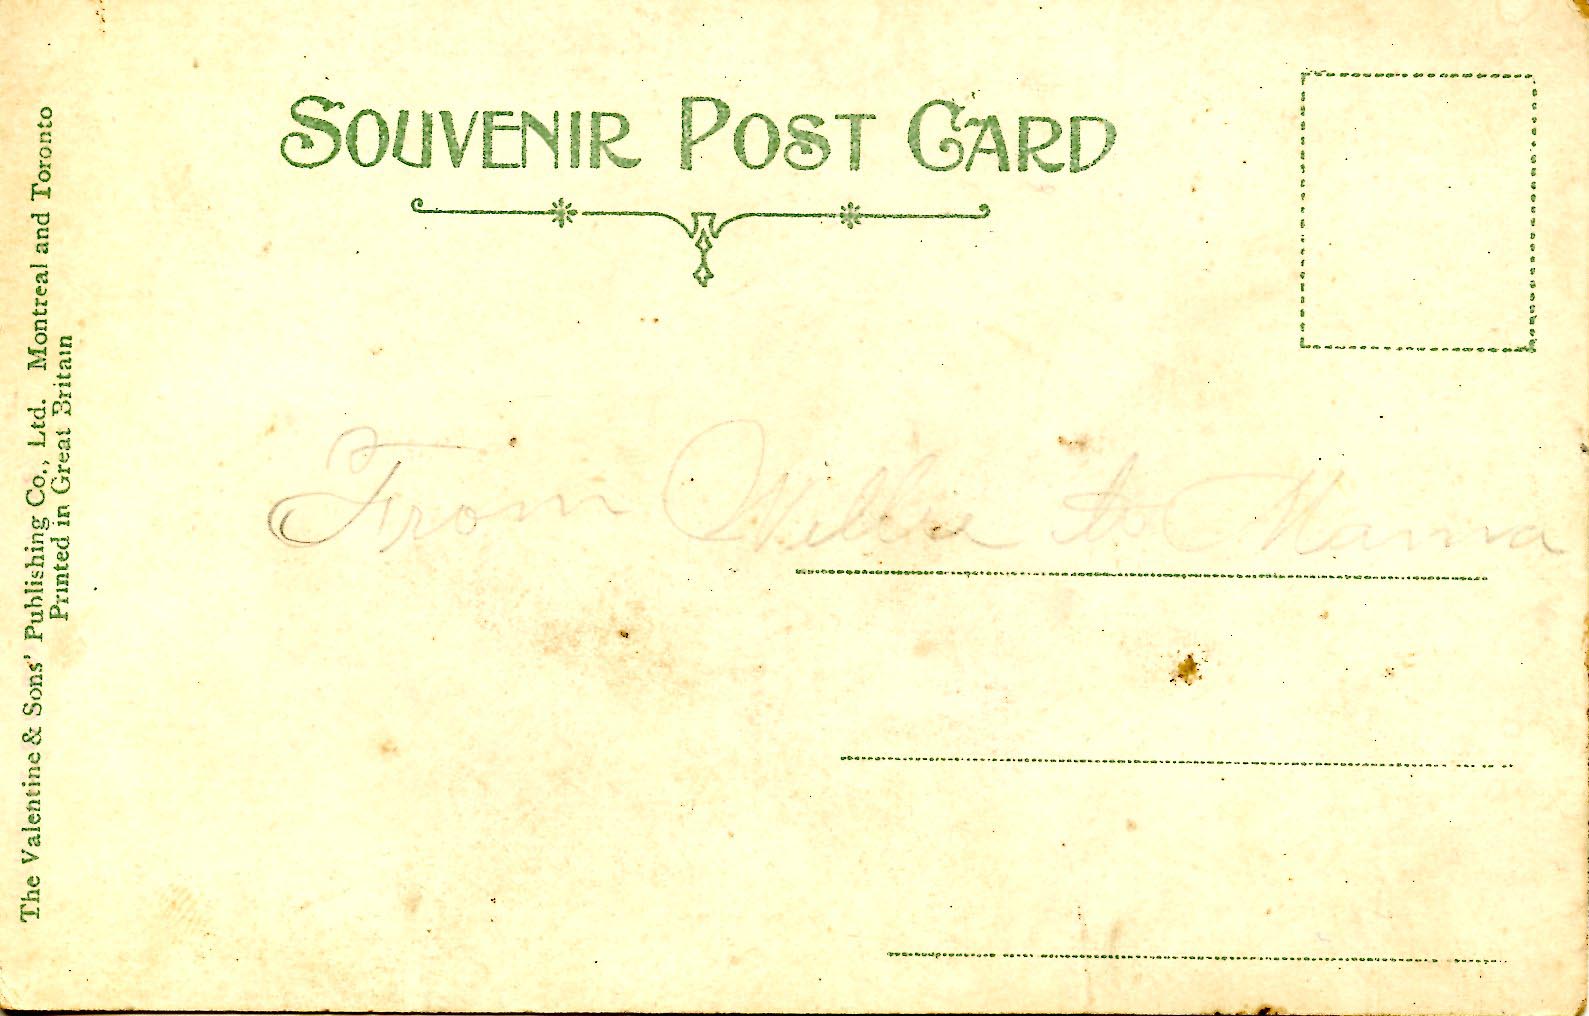 SOUVENIR POST CARD
From Willie to Mama
The Valentine & Sons' Publishing Co., Ltd. Montreal and Toronto
Printed in Great Britain